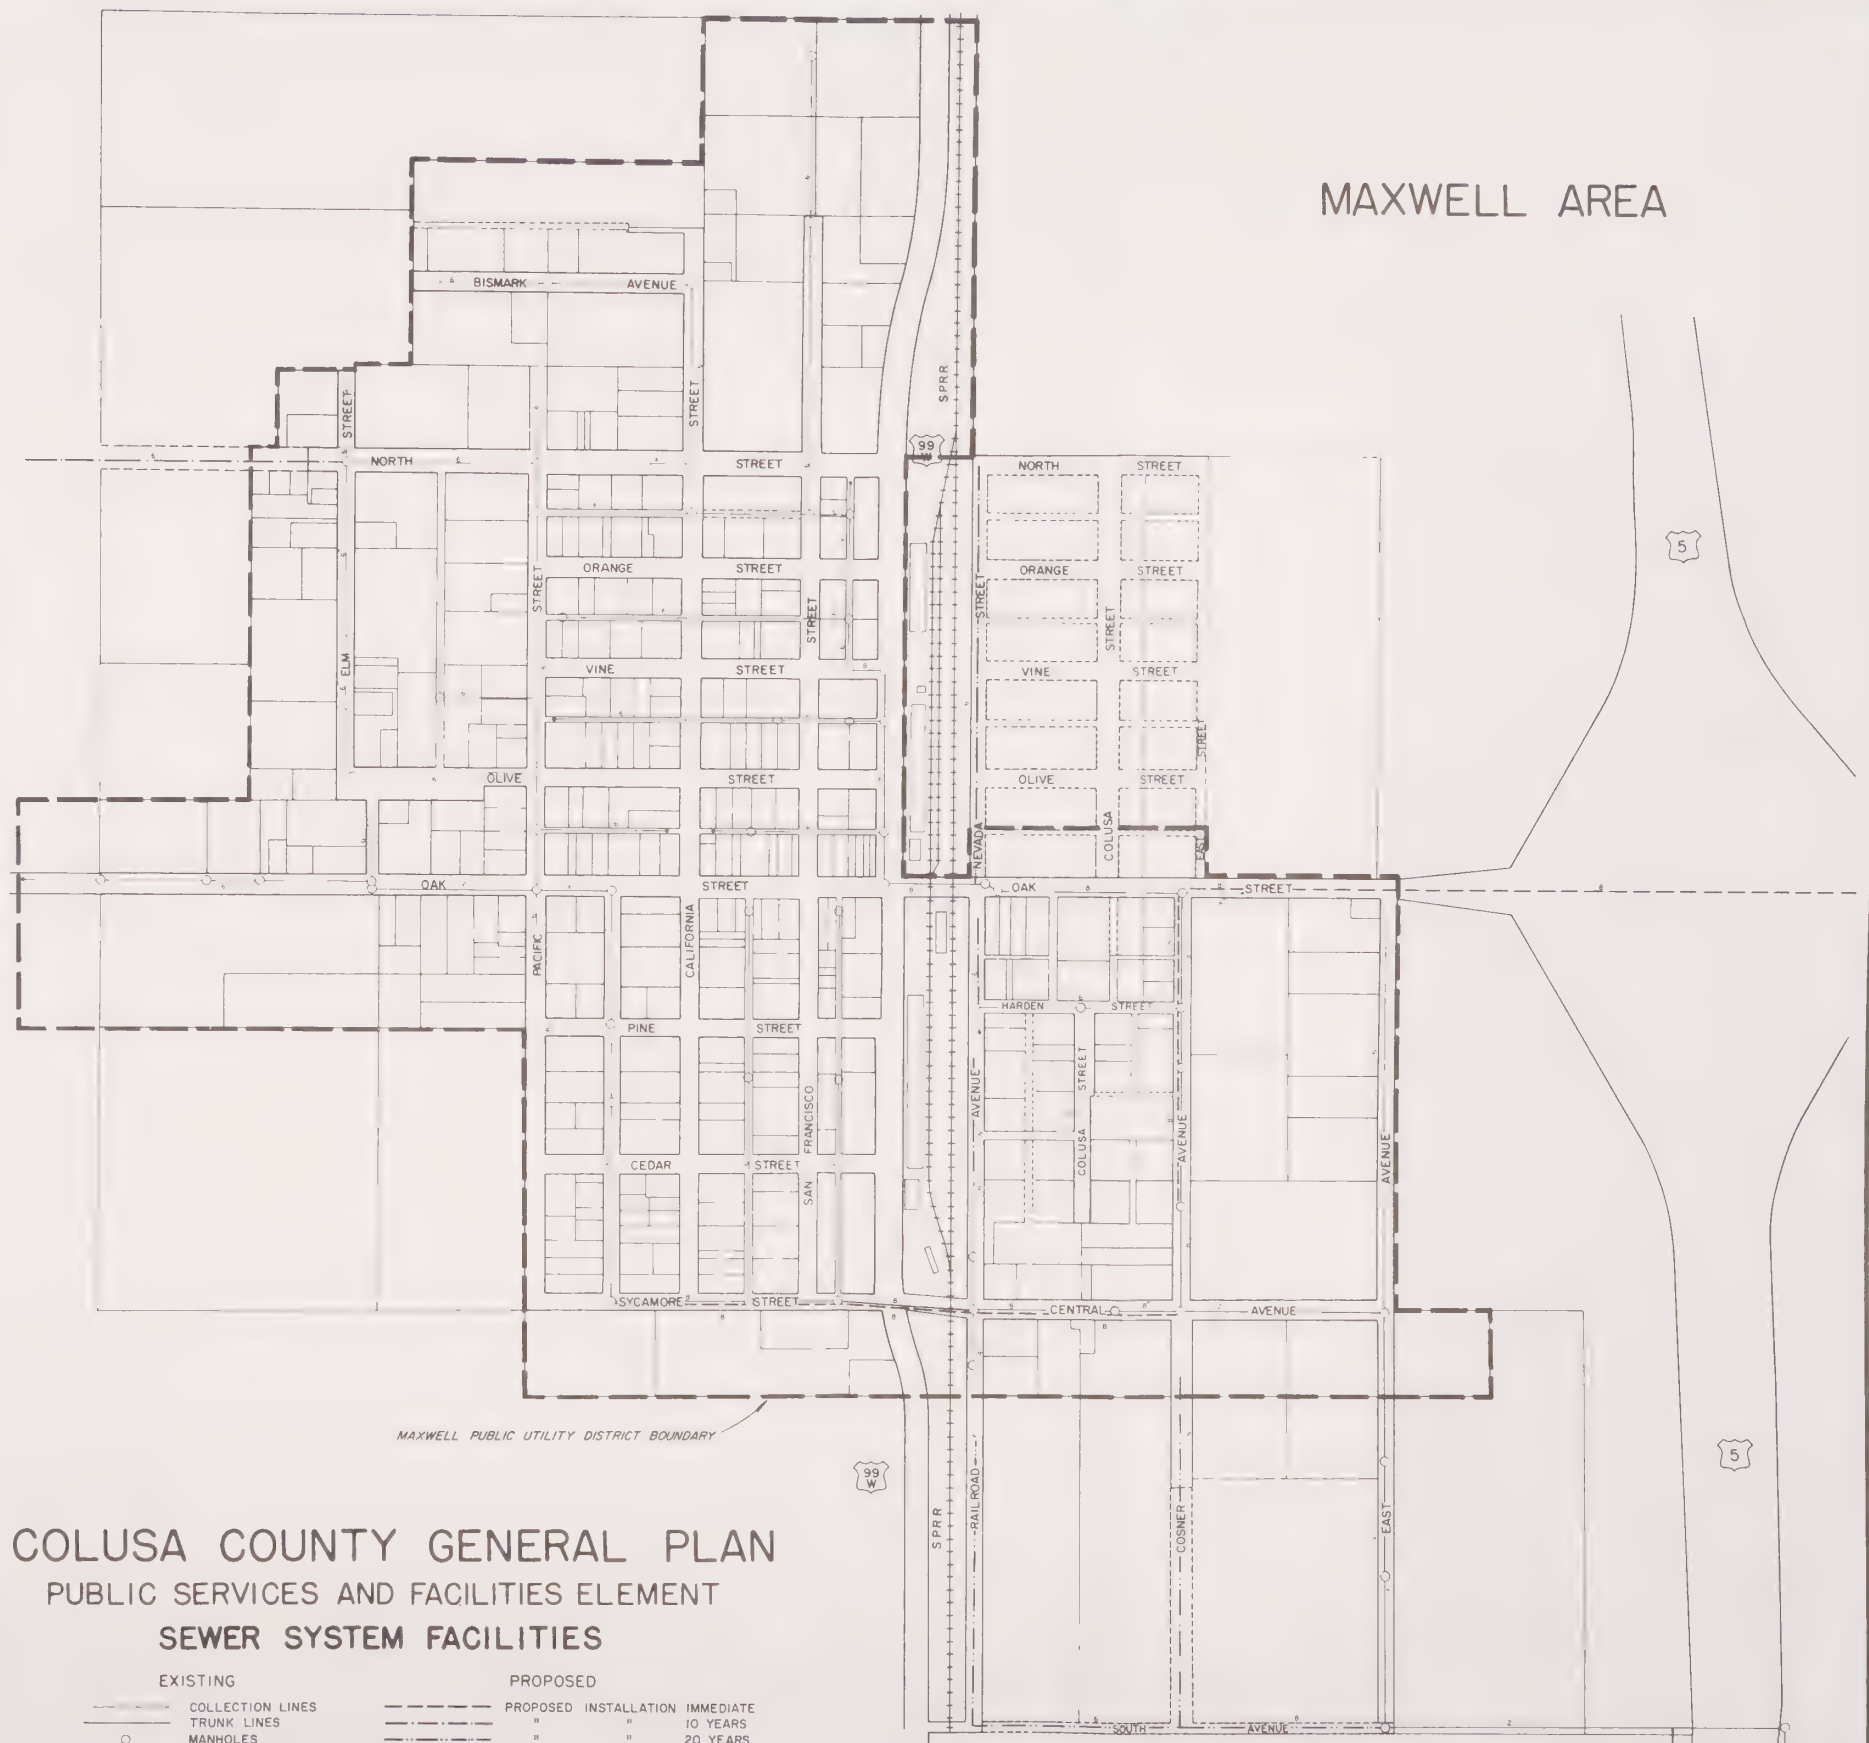 MAXWELL AREA
BISMARK AVENUE
STREET
STREET
SPRR
99
W
NORTH STREET
NORTH STREET
5
ORANGE STREET
ORANGE STREET
STREET
STREET
STREET
STREET
VINE STREET
VINE STREET
ELM
STREET
OLIVE STREET
OLIVE STREET
NEVADA
COLUSA
EAST
OAK STREET
OAK STREET
PACIFIC
CALIFORNIA
HARDEN STREET
PINE STREET
STREET
COLUSA
AVENUE
AVENUE
AVENUE
SAN FRANCISCO
CEDAR STREET
SYCAMORE STREET
CENTRAL AVENUE
MAXWELL PUBLIC UTILITY DISTRICT BOUNDARY
99
W
SPRR
RAILROAD
COSNER
EAST
5
SOUTH AVENUE
COLUSA COUNTY GENERAL PLAN
PUBLIC SERVICES AND FACILITIES ELEMENT
SEWER SYSTEM FACILITIES
EXISTING PROPOSED
COLLECTION LINES PROPOSED INSTALLATION IMMEDIATE
TRUNK LINES " " 10 YEARS
MANHOLES " " 20 YEARS